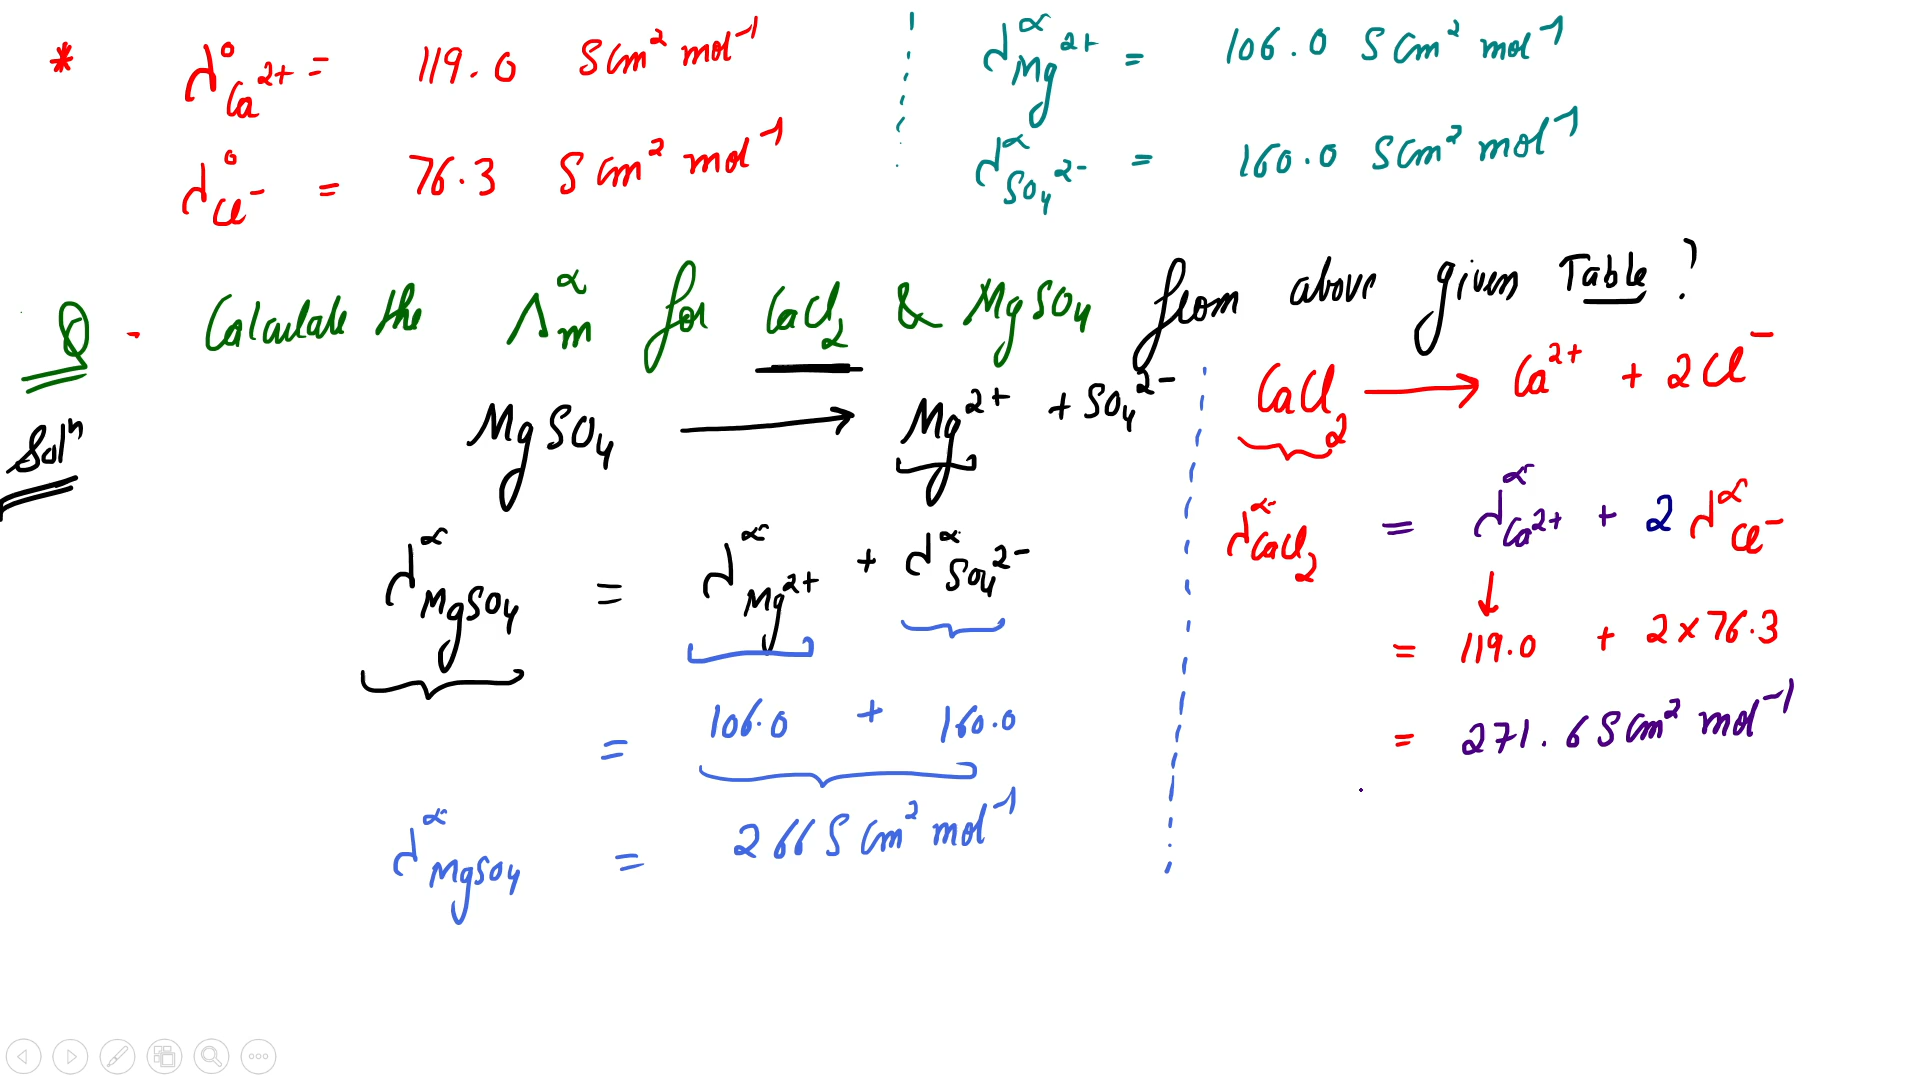 * λ°Ca²⁺ = 119.0 S cm² mol⁻¹
λ°Cl⁻ = 76.3 S cm² mol⁻¹
λ^∝Mg²⁺ = 106.0 S cm² mol⁻¹
λ^∝SO₄²⁻ = 160.0 S cm² mol⁻¹
Q - Calculate the Λ^∝m for CaCl₂ & MgSO₄ from above given Table ?
Solⁿ
MgSO₄ ⟶ Mg²⁺ + SO₄²⁻
λ^∝MgSO₄ = λ^∝Mg²⁺ + λ^∝SO₄²⁻
= 106.0 + 160.0
λ^∝MgSO₄ = 266 S cm² mol⁻¹
CaCl₂ ⟶ Ca²⁺ + 2Cl⁻
λ^∝CaCl₂ = λ^∝Ca²⁺ + 2 λ^∝Cl⁻
↓
= 119.0 + 2 × 76.3
= 271.6 S cm² mol⁻¹